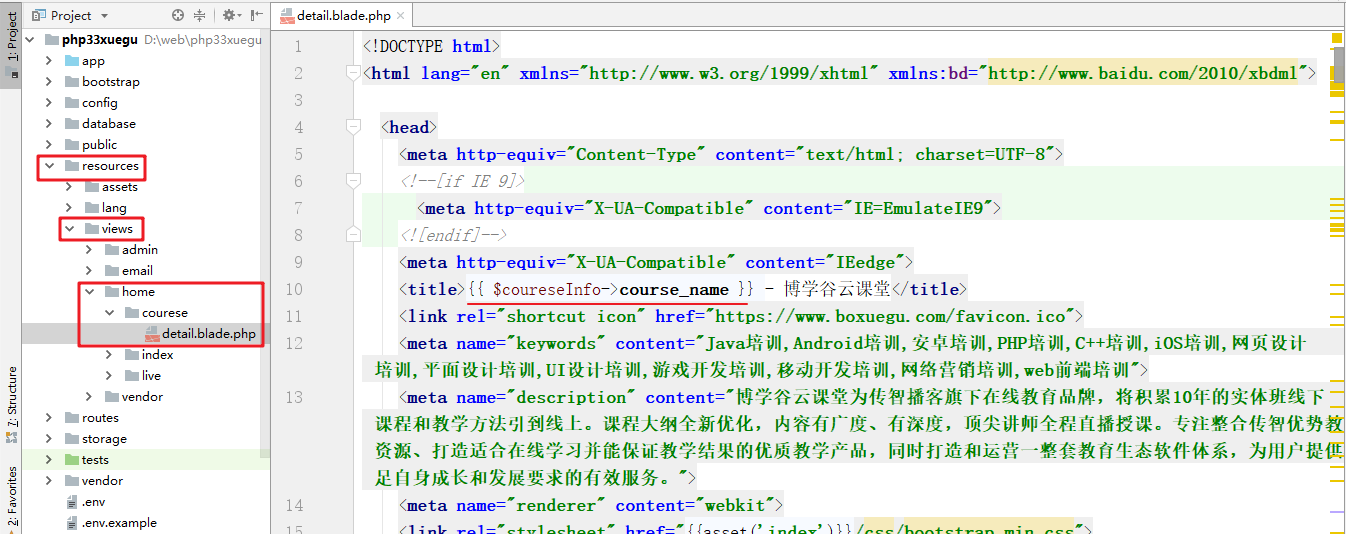 Project
detail.blade.php
1: Project
7: Structure
2: Favorites
php33xuegu D:\web\php33xuegu
app
bootstrap
config
database
public
resources
assets
lang
views
admin
email
home
courese
detail.blade.php
index
live
vendor
routes
storage
tests
vendor
.env
.env.example
1 <!DOCTYPE html>
2 <html lang="en" xmlns="http://www.w3.org/1999/xhtml" xmlns:bd="http://www.baidu.com/2010/xbdml">
3
4 <head>
5 <meta http-equiv="Content-Type" content="text/html; charset=UTF-8">
6 <!--[if IE 9]>
7 <meta http-equiv="X-UA-Compatible" content="IE=EmulateIE9">
8 <![endif]-->
9 <meta http-equiv="X-UA-Compatible" content="IEedge">
10 <title>{{ $coureseInfo->course_name }} - 博学谷云课堂</title>
11 <link rel="shortcut icon" href="https://www.boxuegu.com/favicon.ico">
12 <meta name="keywords" content="Java培训,Android培训,安卓培训,PHP培训,C++培训,iOS培训,网页设计
培训,平面设计培训,UI设计培训,游戏开发培训,移动开发培训,网络营销培训,web前端培训">
13 <meta name="description" content="博学谷云课堂为传智播客旗下在线教育品牌，将积累10年的实体班线下
课程和教学方法引到线上。课程大纲全新优化，内容有广度、有深度，顶尖讲师全程直播授课。专注整合传智优势教
资源、打造适合在线学习并能保证教学结果的优质教学产品，同时打造和运营一整套教育生态软件体系，为用户提供
足自身成长和发展要求的有效服务。">
14 <meta name="renderer" content="webkit">
15 <link rel="stylesheet" href="{{asset('index')}}/css/bootstrap.min.css">